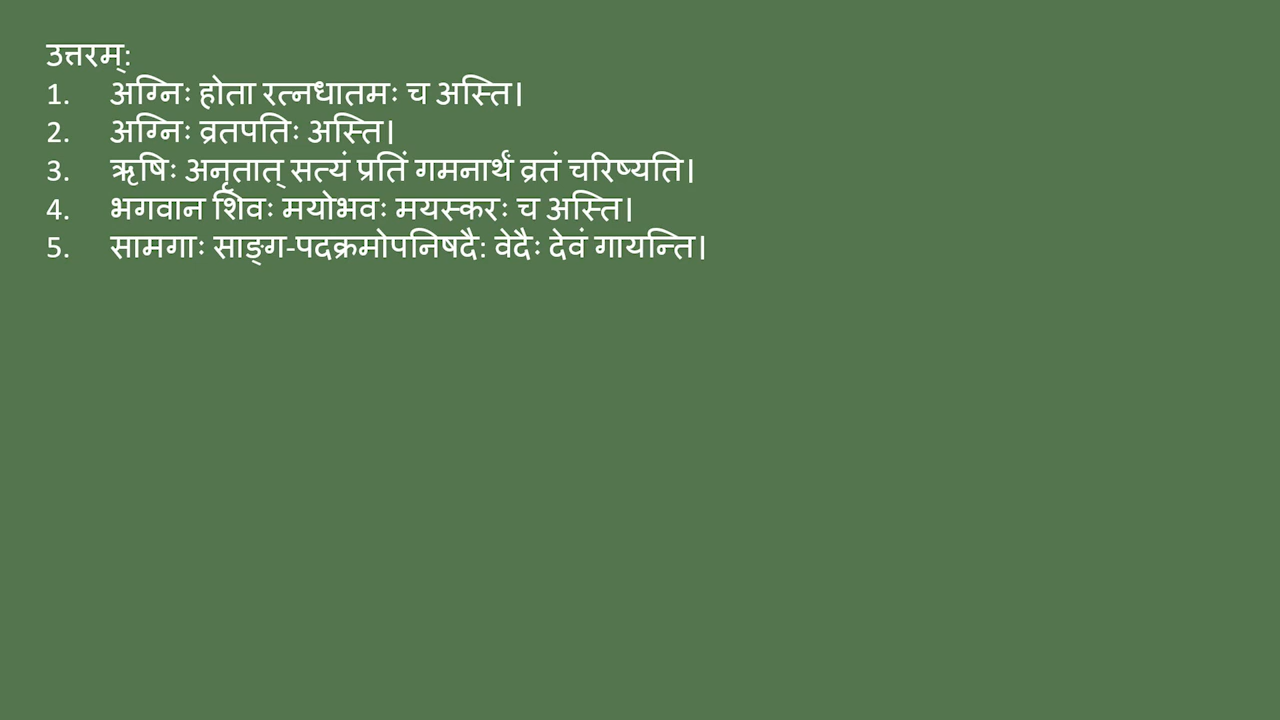 उत्तरम्:
1. अग्निः होता रत्नधातमः च अस्ति।
2. अग्निः व्रतपतिः अस्ति।
3. ऋषिः अनृतात् सत्यं प्रतिं गमनार्थं व्रतं चरिष्यति।
4. भगवान शिवः मयोभवः मयस्करः च अस्ति।
5. सामगाः साङ्ग-पदक्रमोपनिषदै: वेदैः देवं गायन्ति।